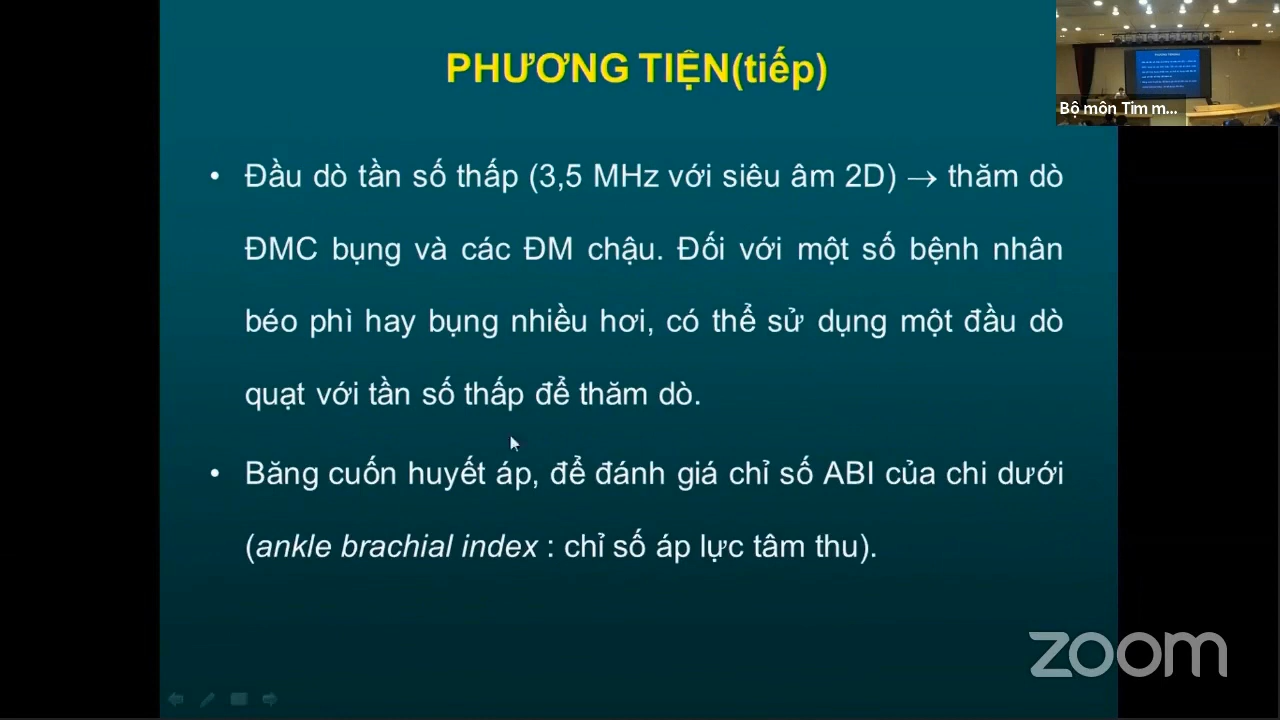 PHƯƠNG TIỆN(tiếp)
Bộ môn Tim m...
• Đầu dò tần số thấp (3,5 MHz với siêu âm 2D) → thăm dò
ĐMC bụng và các ĐM chậu. Đối với một số bệnh nhân
béo phì hay bụng nhiều hơi, có thể sử dụng một đầu dò
quạt với tần số thấp để thăm dò.
• Băng cuốn huyết áp, để đánh giá chỉ số ABI của chi dưới
(ankle brachial index : chỉ số áp lực tâm thu).
zoom